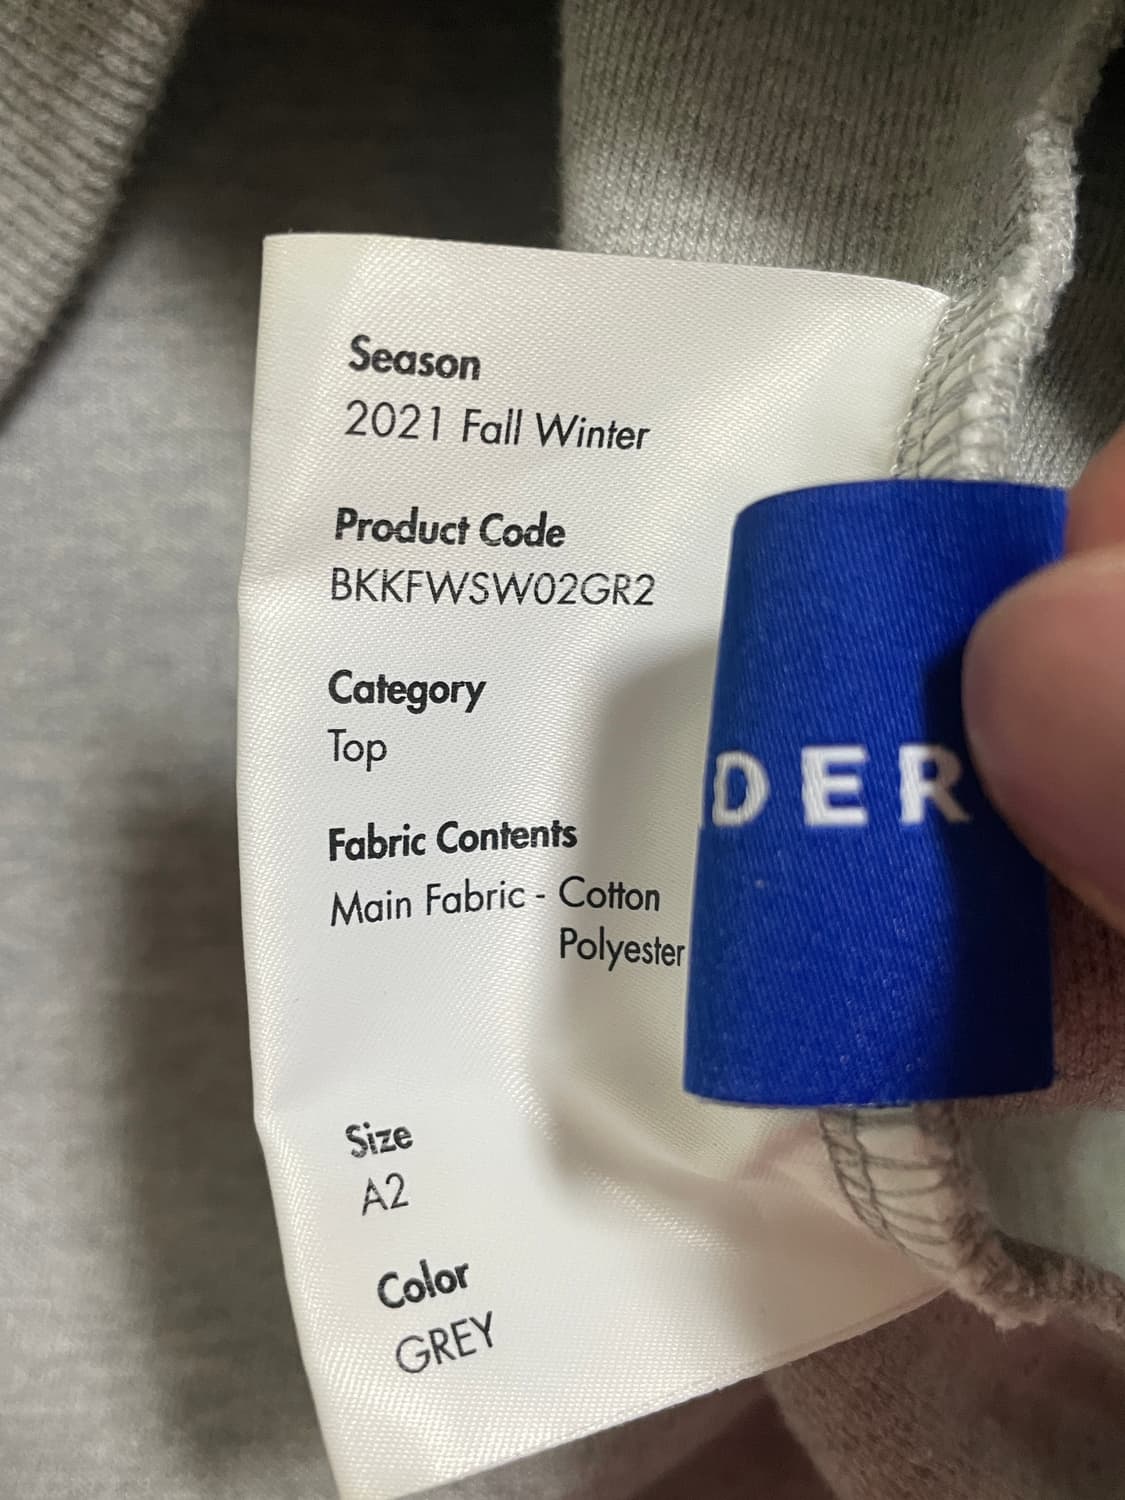 Season
2021 Fall Winter
Product Code
BKKFWSW02GR2
Category
Top
Fabric Contents
Main Fabric - Cotton
Polyester
Size
A2
Color
GREY
DER